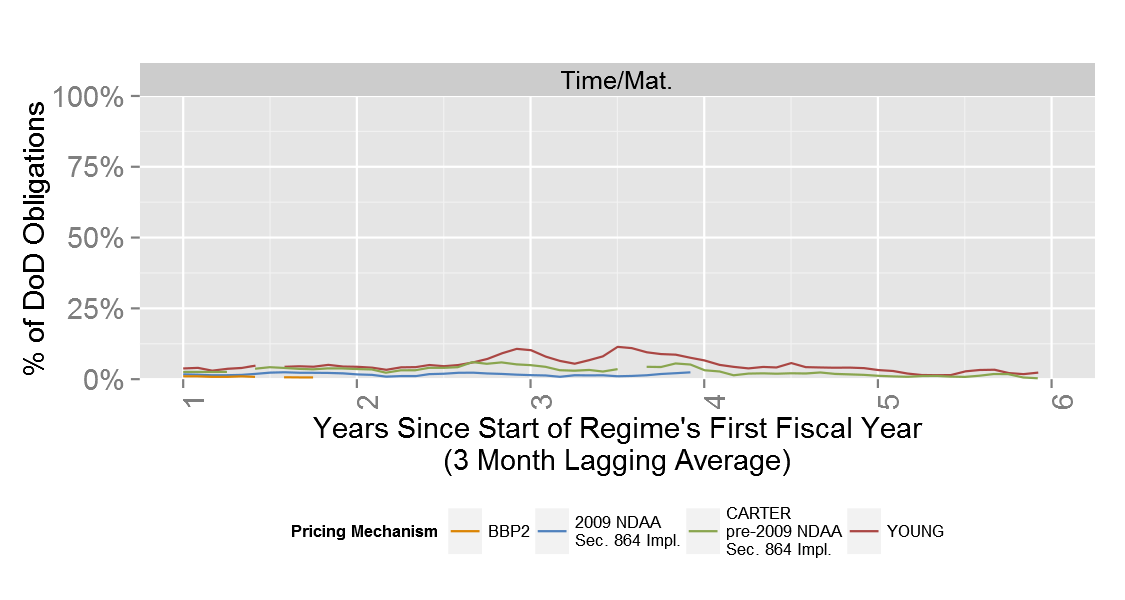 Time/Mat.
100%
75%
50%
25%
0%
% of DoD Obligations
1
2
3
4
5
6
Years Since Start of Regime's First Fiscal Year
(3 Month Lagging Average)
Pricing Mechanism
BBP2
2009 NDAA
Sec. 864 Impl.
CARTER
pre-2009 NDAA
Sec. 864 Impl.
YOUNG